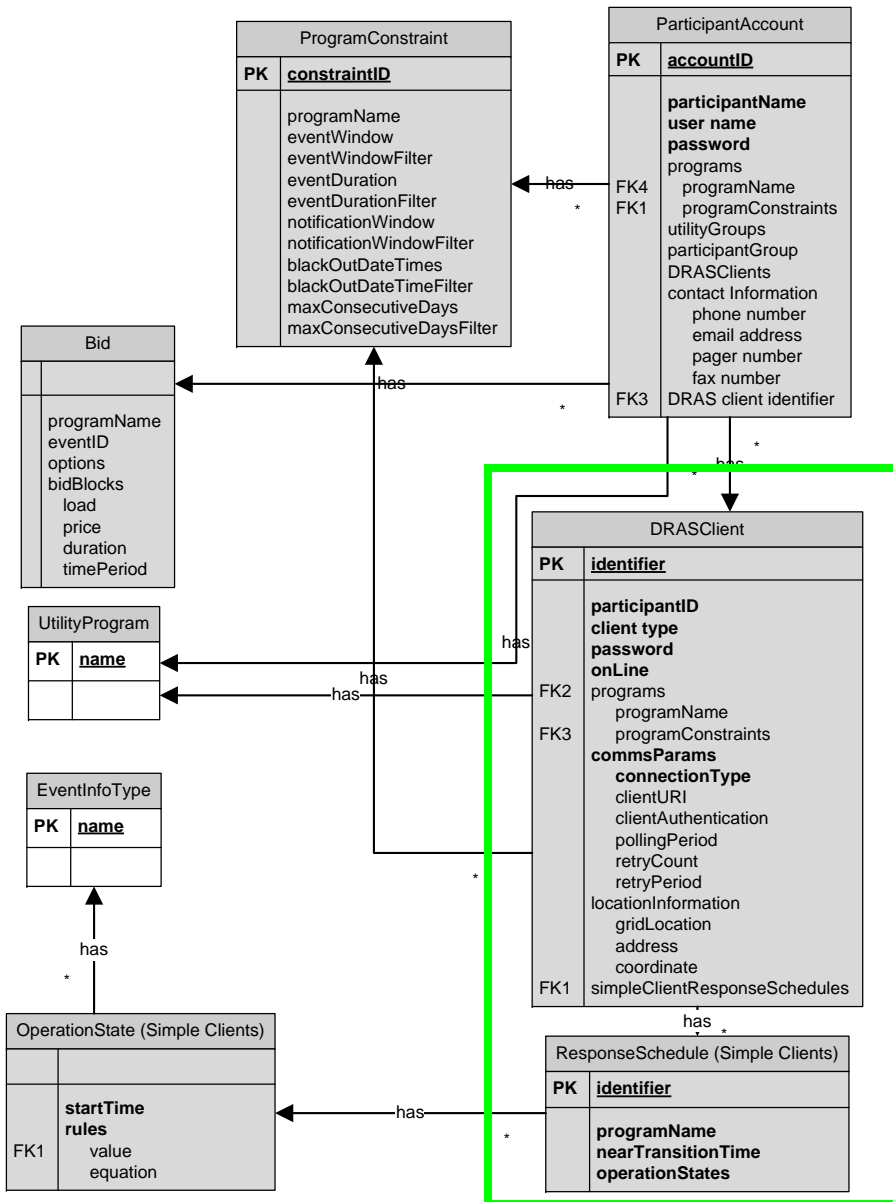 ProgramConstraint
PK constraintID
programName
eventWindow
eventWindowFilter
eventDuration
eventDurationFilter
notificationWindow
notificationWindowFilter
blackOutDateTimes
blackOutDateTimeFilter
maxConsecutiveDays
maxConsecutiveDaysFilter
ParticipantAccount
PK accountID
participantName
user name
password
programs
FK4 programName
FK1 programConstraints
utilityGroups
participantGroup
DRASClients
contact Information
phone number
email address
pager number
fax number
FK3 DRAS client identifier
has
*
Bid
programName
eventID
options
bidBlocks
load
price
duration
timePeriod
has
*
has
*
*
UtilityProgram
PK name
has
has
has
DRASClient
PK identifier
participantID
client type
password
onLine
FK2 programs
programName
FK3 programConstraints
commsParams
connectionType
clientURI
clientAuthentication
pollingPeriod
retryCount
retryPeriod
locationInformation
gridLocation
address
coordinate
FK1 simpleClientResponseSchedules
*
EventInfoType
PK name
has
*
has
*
OperationState (Simple Clients)
startTime
rules
FK1 value
equation
has
*
ResponseSchedule (Simple Clients)
PK identifier
programName
nearTransitionTime
operationStates